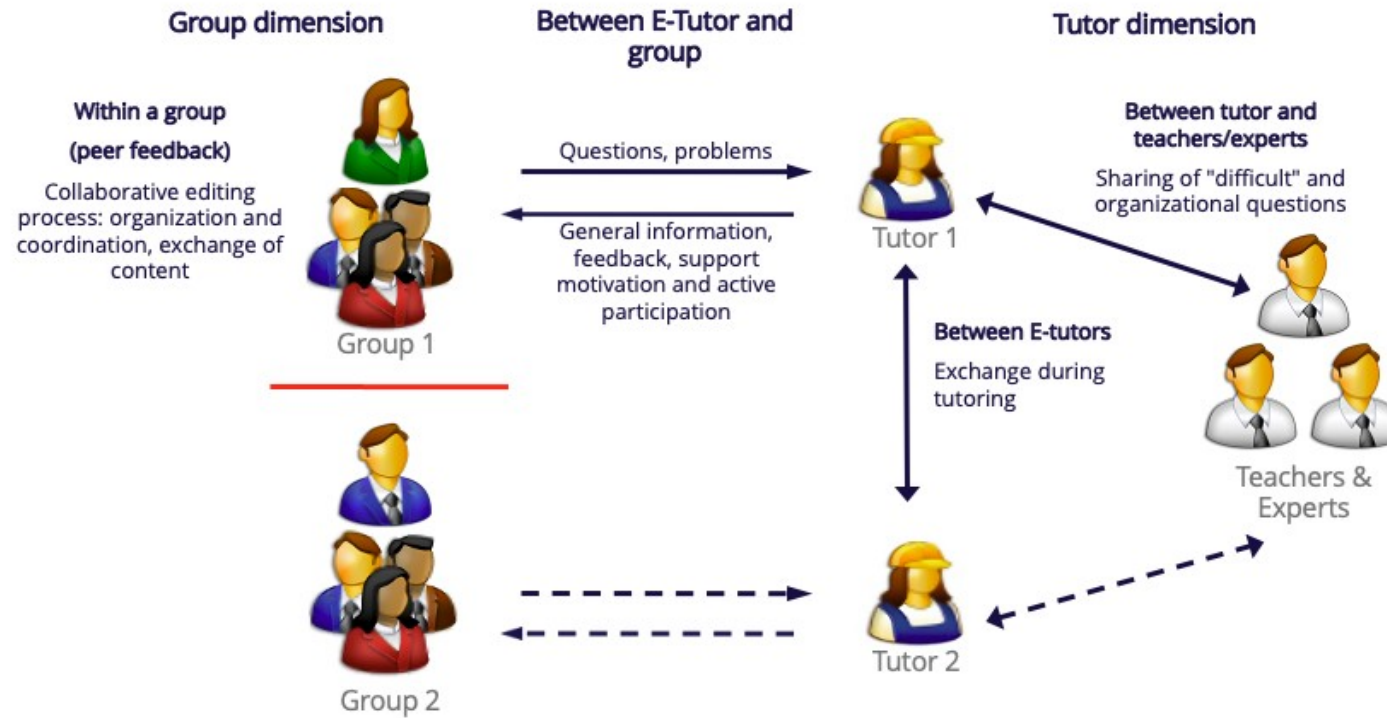 Group dimension
Between E-Tutor and
group
Tutor dimension
Within a group
(peer feedback)
Collaborative editing
process: organization and
coordination, exchange of
content
Group 1
Questions, problems
General information,
feedback, support
motivation and active
participation
Tutor 1
Between tutor and
teachers/experts
Sharing of "difficult" and
organizational questions
Between E-tutors
Exchange during
tutoring
Teachers &
Experts
Group 2
Tutor 2